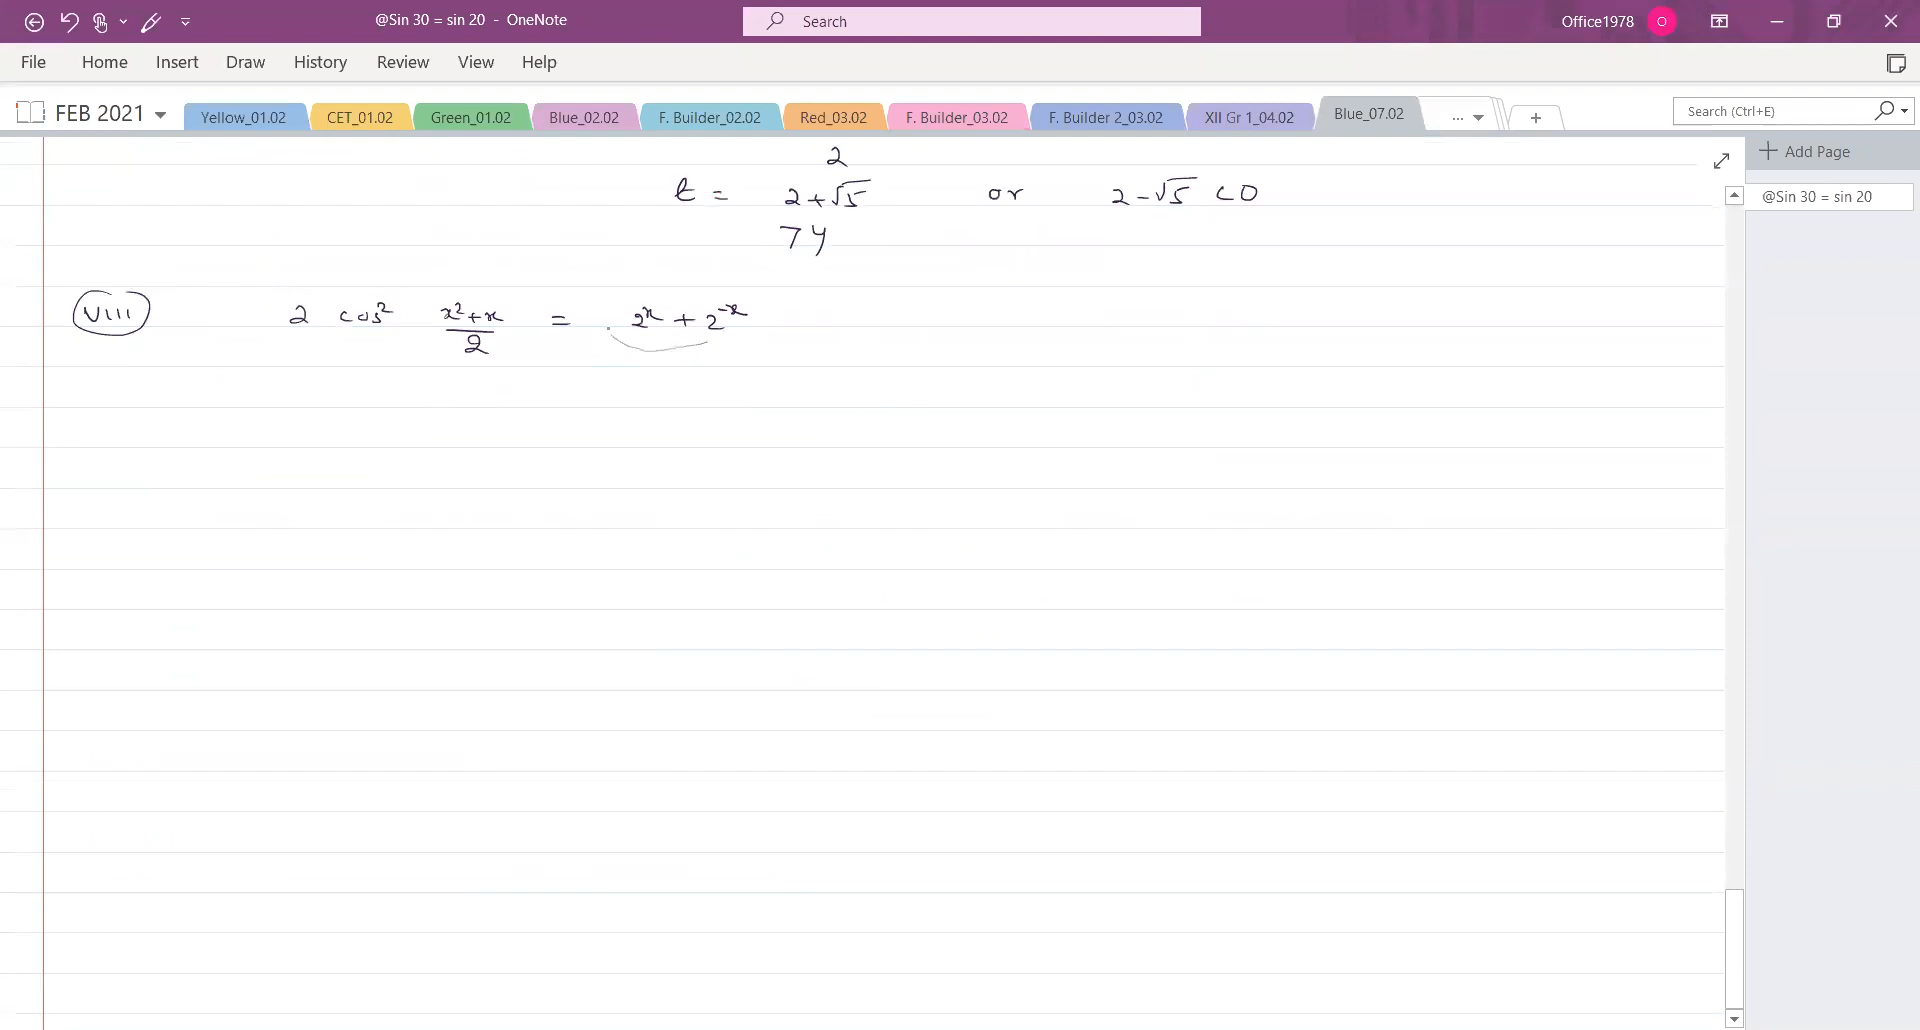 @Sin 30 = sin 20 - OneNote
Search
Office1978
O
File Home Insert Draw History Review View Help
FEB 2021
Yellow_01.02 CET_01.02 Green_01.02 Blue_02.02 F. Builder_02.02 Red_03.02 F. Builder_03.02 F. Builder 2_03.02 XII Gr 1_04.02 Blue_07.02 ... +
Search (Ctrl+E)
+ Add Page
@Sin 30 = sin 20
2
t = 2+√5 or 2-√5 <0
74
viii 2 cos² (x²+x)/2 = 2ˣ + 2⁻ˣ